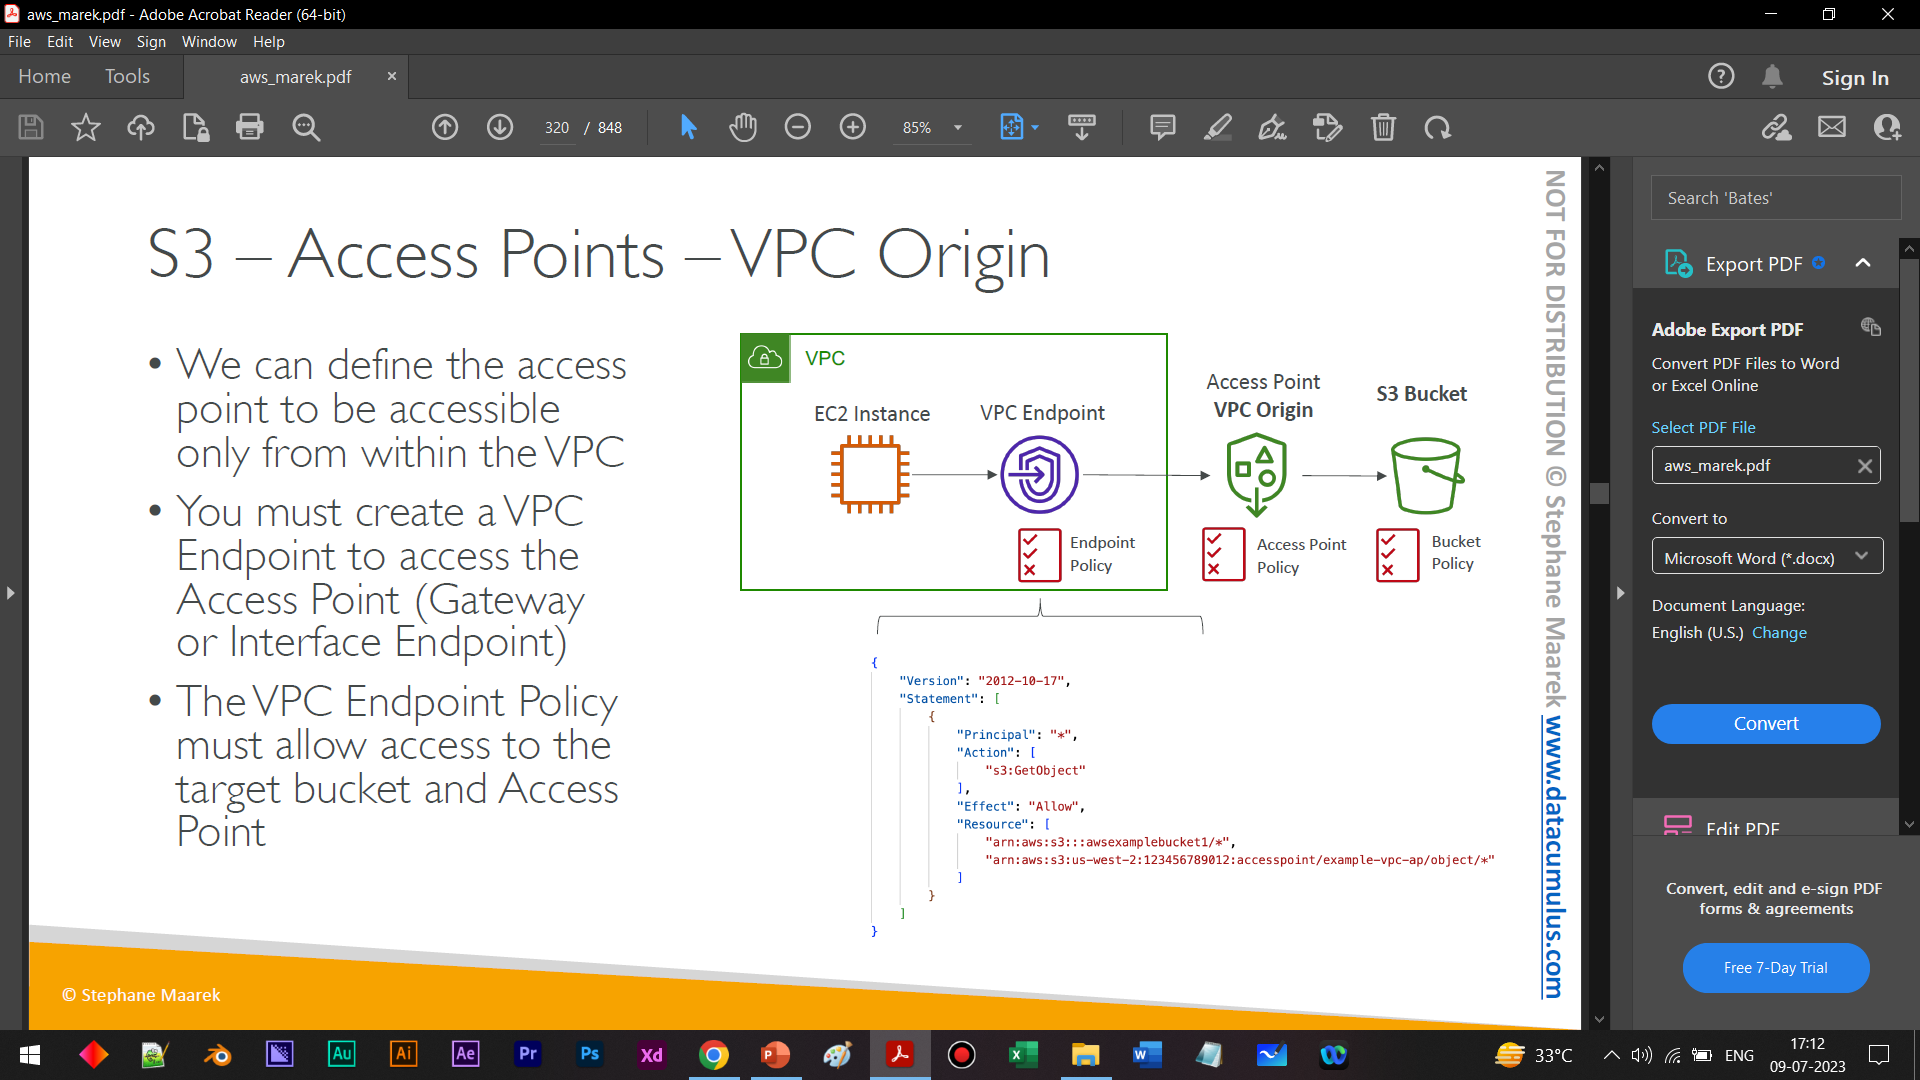 aws_marek.pdf - Adobe Acrobat Reader (64-bit)
File Edit View Sign Window Help
Home Tools aws_marek.pdf × Sign In
320 / 848 85%
S3 – Access Points – VPC Origin
• We can define the access
point to be accessible
only from within the VPC
• You must create a VPC
Endpoint to access the
Access Point (Gateway
or Interface Endpoint)
• The VPC Endpoint Policy
must allow access to the
target bucket and Access
Point
VPC
EC2 Instance
VPC Endpoint
Access Point
VPC Origin
S3 Bucket
Endpoint
Policy
Access Point
Policy
Bucket
Policy
{
"Version": "2012-10-17",
"Statement": [
{
"Principal": "*",
"Action": [
"s3:GetObject"
],
"Effect": "Allow",
"Resource": [
"arn:aws:s3:::awsexamplebucket1/*",
"arn:aws:s3:us-west-2:123456789012:accesspoint/example-vpc-ap/object/*"
]
}
]
}
© Stephane Maarek
NOT FOR DISTRIBUTION © Stephane Maarek www.datacumulus.com
Search 'Bates'
Export PDF
Adobe Export PDF
Convert PDF Files to Word
or Excel Online
Select PDF File
aws_marek.pdf
Convert to
Microsoft Word (*.docx)
Document Language:
English (U.S.) Change
Convert
Edit PDF
Convert, edit and e-sign PDF
forms & agreements
Free 7-Day Trial
Au Ai Ae Pr Ps Xd
33°C
ENG
17:12
09-07-2023